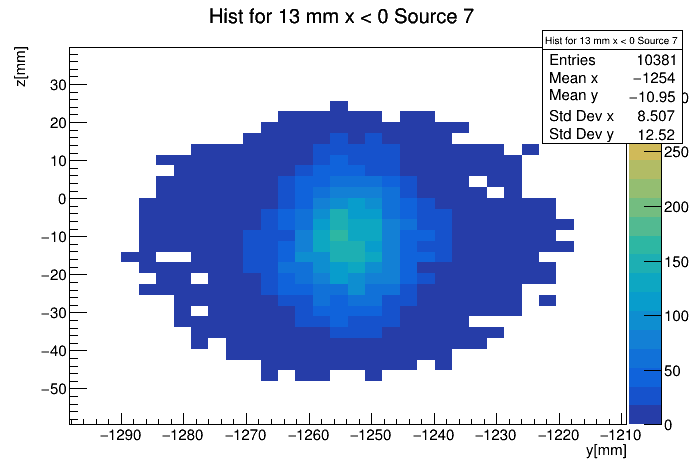 Hist for 13 mm x < 0 Source 7
z[mm]
Hist for 13 mm x < 0 Source 7
Entries 10381
Mean x −1254
Mean y −10.95
Std Dev x 8.507
Std Dev y 12.52
30
20
10
0
−10
−20
−30
−40
−50
0
250
200
150
100
50
0
−1290 −1280 −1270 −1260 −1250 −1240 −1230 −1220 −1210
y[mm]